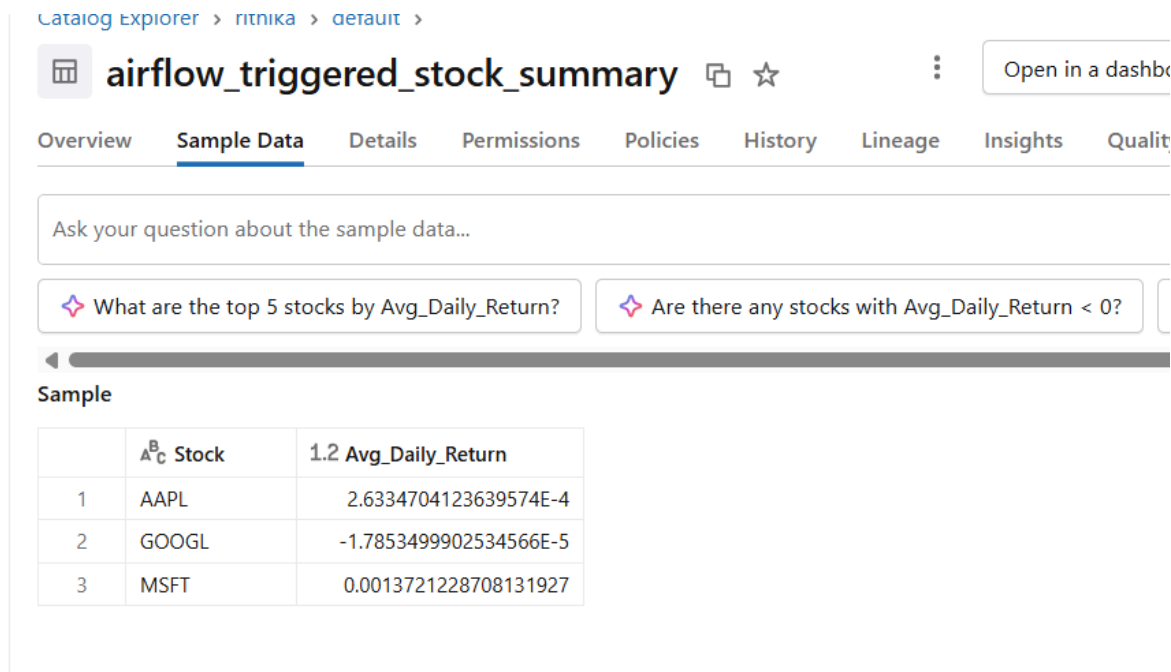 Catalog Explorer > rithika > default >
airflow_triggered_stock_summary
Open in a dashbo
Overview Sample Data Details Permissions Policies History Lineage Insights Quality
Ask your question about the sample data...
What are the top 5 stocks by Avg_Daily_Return? Are there any stocks with Avg_Daily_Return < 0?
Sample
ABC Stock 1.2 Avg_Daily_Return
1 AAPL 2.6334704123639574E-4
2 GOOGL -1.7853499902534566E-5
3 MSFT 0.0013721228708131927